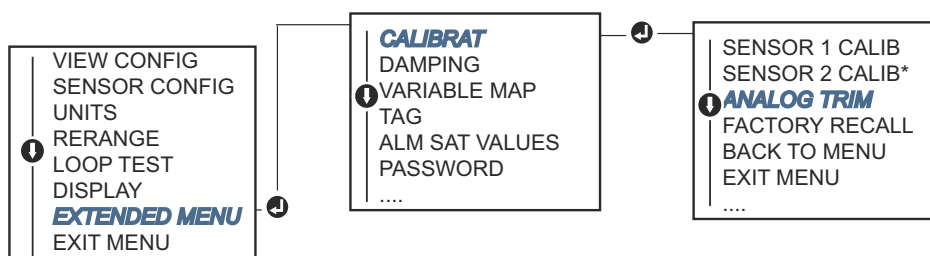 VIEW CONFIG
SENSOR CONFIG
UNITS
RERANGE
LOOP TEST
DISPLAY
EXTENDED MENU
EXIT MENU
CALIBRAT
DAMPING
VARIABLE MAP
TAG
ALM SAT VALUES
PASSWORD
....
SENSOR 1 CALIB
SENSOR 2 CALIB*
ANALOG TRIM
FACTORY RECALL
BACK TO MENU
EXIT MENU
....